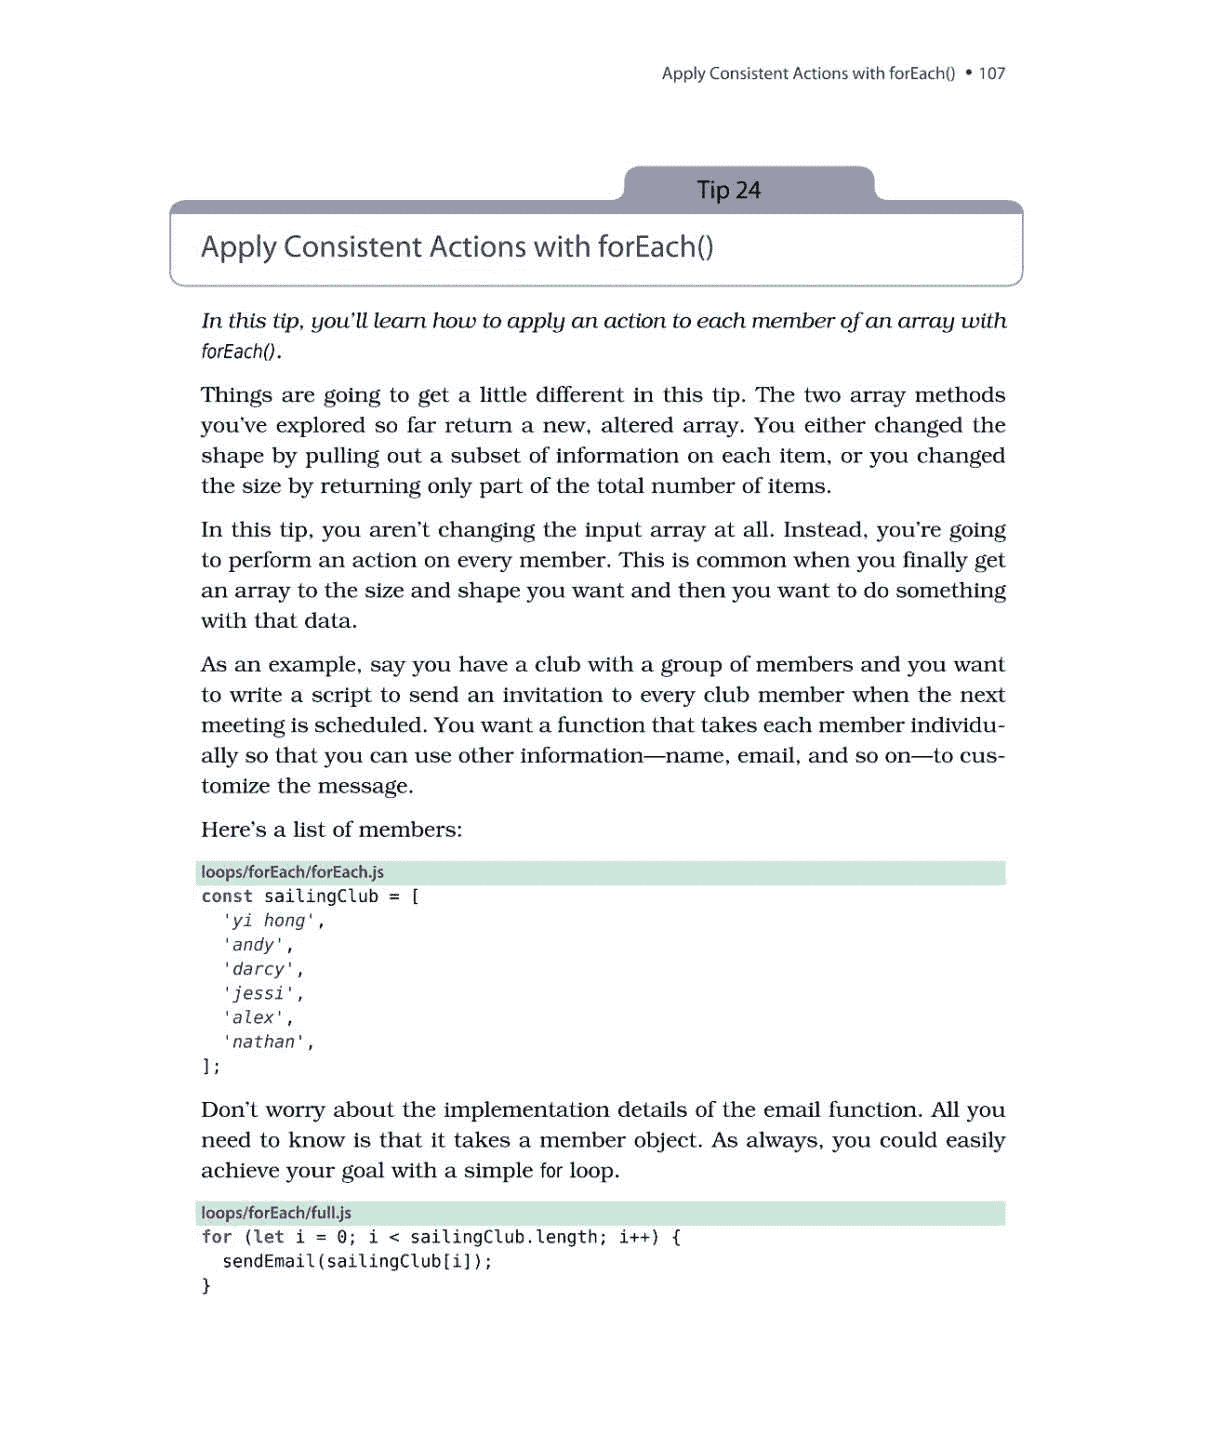 Apply Consistent Actions with forEach() • 107
Tip 24
Apply Consistent Actions with forEach()
In this tip, you'll learn how to apply an action to each member of an array with
forEach().
Things are going to get a little different in this tip. The two array methods
you've explored so far return a new, altered array. You either changed the
shape by pulling out a subset of information on each item, or you changed
the size by returning only part of the total number of items.
In this tip, you aren't changing the input array at all. Instead, you're going
to perform an action on every member. This is common when you finally get
an array to the size and shape you want and then you want to do something
with that data.
As an example, say you have a club with a group of members and you want
to write a script to send an invitation to every club member when the next
meeting is scheduled. You want a function that takes each member individu-
ally so that you can use other information—name, email, and so on—to cus-
tomize the message.
Here's a list of members:
loops/forEach/forEach.js
const sailingClub = [
  'yi hong',
  'andy',
  'darcy',
  'jessi',
  'alex',
  'nathan',
];
Don't worry about the implementation details of the email function. All you
need to know is that it takes a member object. As always, you could easily
achieve your goal with a simple for loop.
loops/forEach/full.js
for (let i = 0; i < sailingClub.length; i++) {
  sendEmail(sailingClub[i]);
}